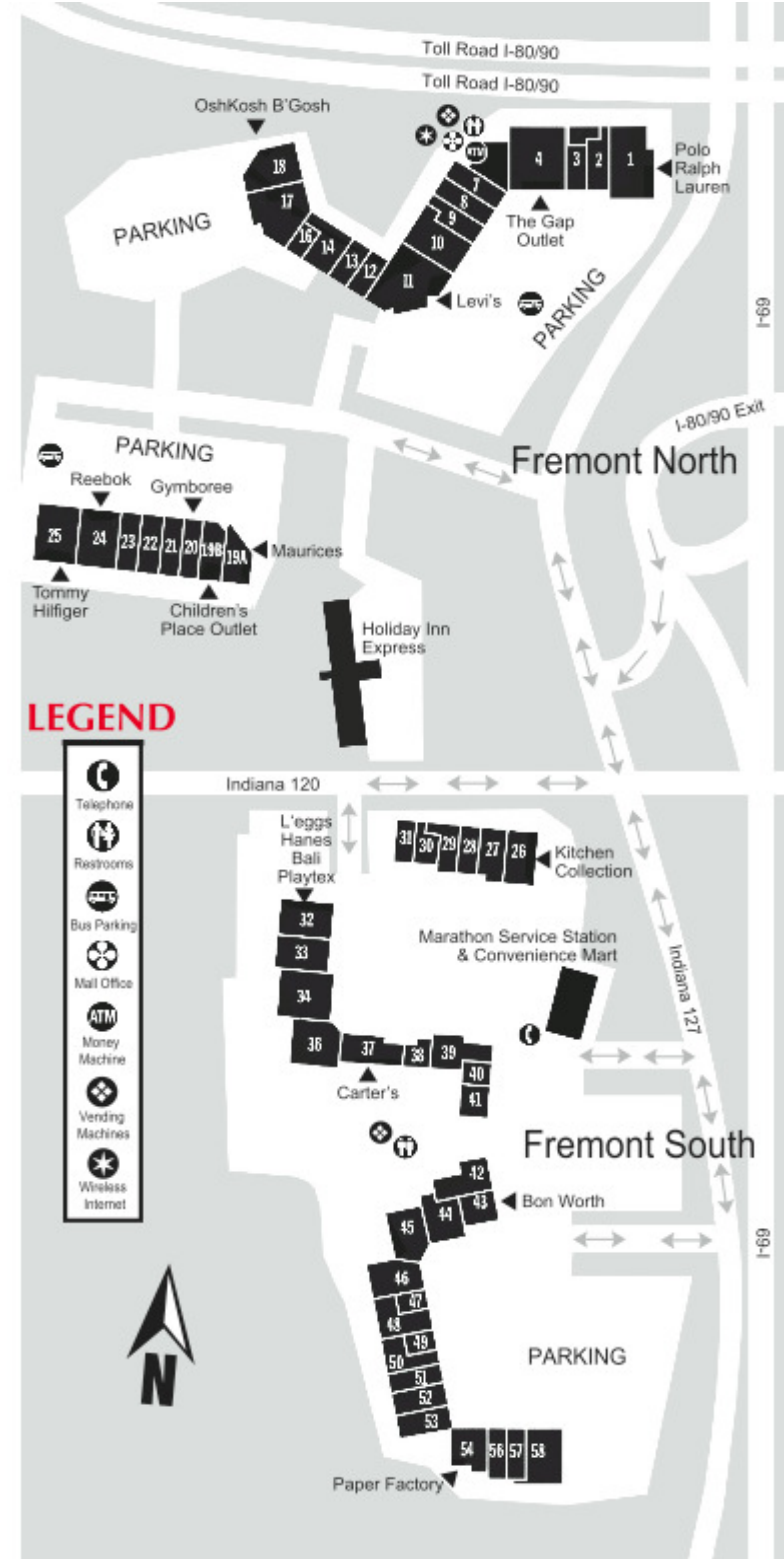 Toll Road I-80/90
Toll Road I-80/90
OshKosh B'Gosh
ATM
Polo
Ralph
Lauren
18
17
16
14
13
12
11
10
9
8
7
4
3
2
1
The Gap
Outlet
PARKING
Levi's
PARKING
I-69
I-80/90 Exit
Fremont North
PARKING
Reebok
Gymboree
25
24
23
22
21
20
19B
19A
Maurices
Tommy
Hilfiger
Children's
Place Outlet
Holiday Inn
Express
LEGEND
Telephone
Restrooms
Bus Parking
Mall Office
ATM
Money
Machine
Vending
Machines
Wireless
Internet
N
Indiana 120
L'eggs
Hanes
Bali
Playtex
31
30
29
28
27
26
Kitchen
Collection
32
33
34
Marathon Service Station
& Convenience Mart
Indiana 127
36
37
38
39
40
41
Carter's
Fremont South
42
43
44
45
Bon Worth
I-69
46
47
48
49
50
51
52
53
PARKING
54
56
57
58
Paper Factory